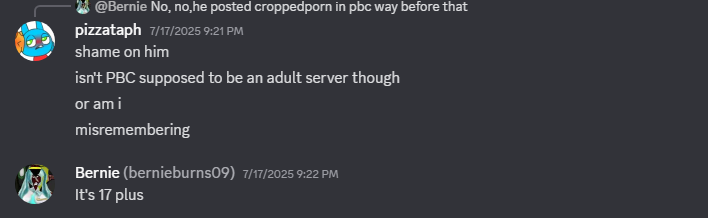 @Bernie No, no,he posted croppedporn in pbc way before that
pizzataph 7/17/2025 9:21 PM
shame on him
isn't PBC supposed to be an adult server though
or am i
misremembering
Bernie (bernieburns09) 7/17/2025 9:22 PM
It's 17 plus